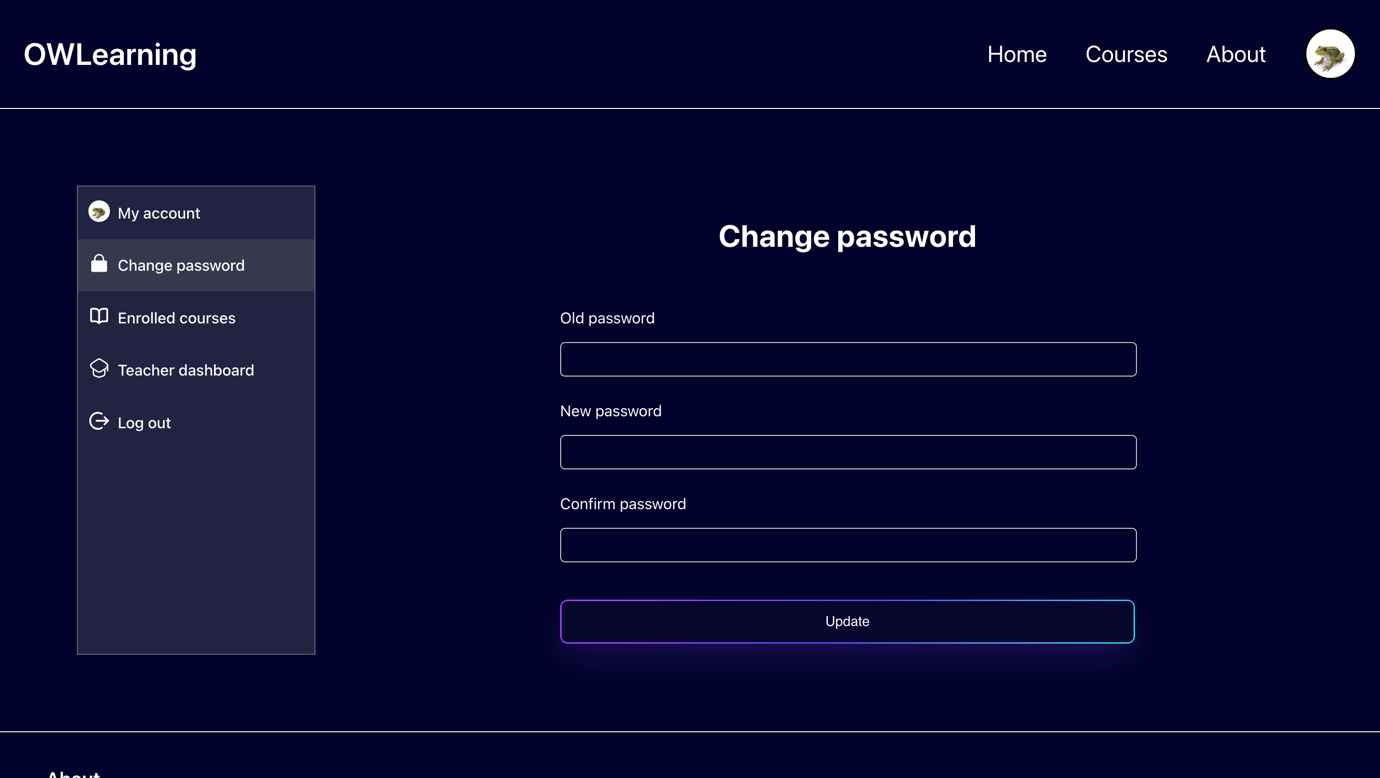 OWLearning
Home Courses About
My account
Change password
Enrolled courses
Teacher dashboard
Log out
Change password
Old password
New password
Confirm password
Update
About